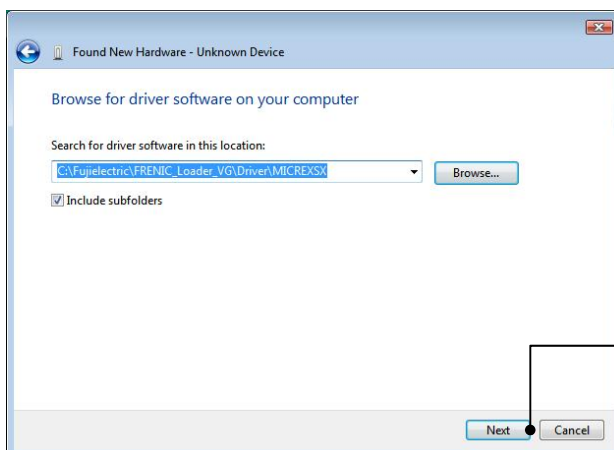 Found New Hardware - Unknown Device
Browse for driver software on your computer
Search for driver software in this location:
C:\Fujielectric\FRENIC_Loader_VG\Driver\MICREXSX
Browse...
Include subfolders
Next
Cancel